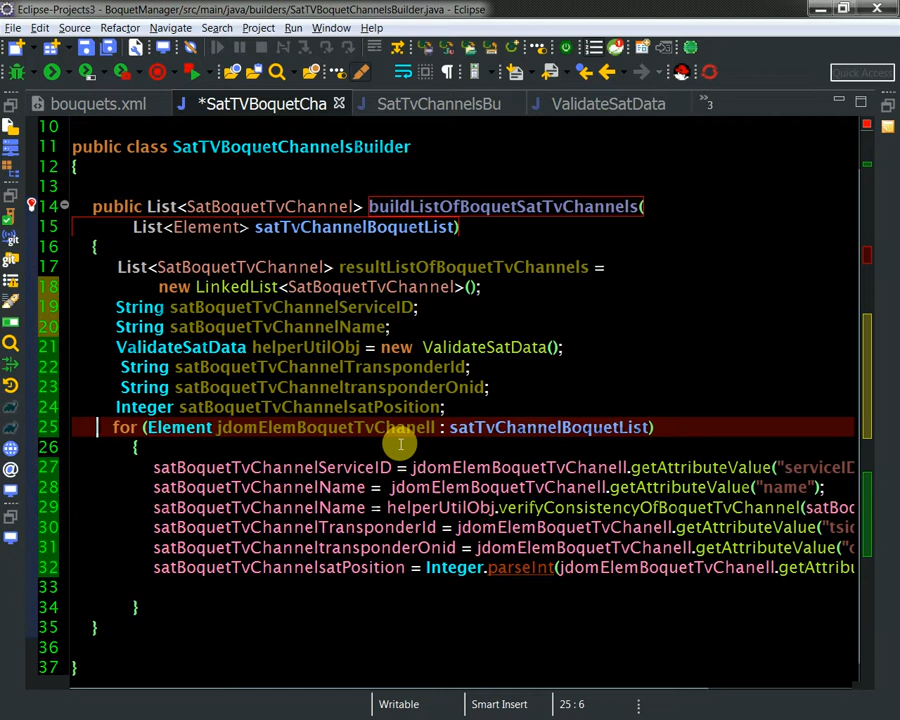 Eclipse-Projects3 - BoquetManager/src/main/java/builders/SatTVBoquetChannelsBuilder.java - Eclipse
File Edit Source Refactor Navigate Search Project Run Window Help
Quick Access
bouquets.xml *SatTVBoquetCha SatTvChannelsBu ValidateSatData »3
10
11 public class SatTVBoquetChannelsBuilder
12 {
13
14 public List<SatBoquetTvChannel> buildListOfBoquetSatTvChannels(
15 List<Element> satTvChannelBoquetList)
16 {
17 List<SatBoquetTvChannel> resultListOfBoquetTvChannels =
18 new LinkedList<SatBoquetTvChannel>();
19 String satBoquetTvChannelServiceID;
20 String satBoquetTvChannelName;
21 ValidateSatData helperUtilObj = new ValidateSatData();
22 String satBoquetTvChannelTransponderId;
23 String satBoquetTvChanneltransponderOnid;
24 Integer satBoquetTvChannelsatPosition;
25 for (Element jdomElemBoquetTvChanell : satTvChannelBoquetList)
26 {
27 satBoquetTvChannelServiceID = jdomElemBoquetTvChanell.getAttributeValue("serviceID
28 satBoquetTvChannelName = jdomElemBoquetTvChanell.getAttributeValue("name");
29 satBoquetTvChannelName = helperUtilObj.verifyConsistencyOfBoquetTvChannel(satBoq
30 satBoquetTvChannelTransponderId = jdomElemBoquetTvChanell.getAttributeValue("tsid
31 satBoquetTvChanneltransponderOnid = jdomElemBoquetTvChanell.getAttributeValue("o
32 satBoquetTvChannelsatPosition = Integer.parseInt(jdomElemBoquetTvChanell.getAttribu
33
34 }
35 }
36
37 }
Writable Smart Insert 25 : 6